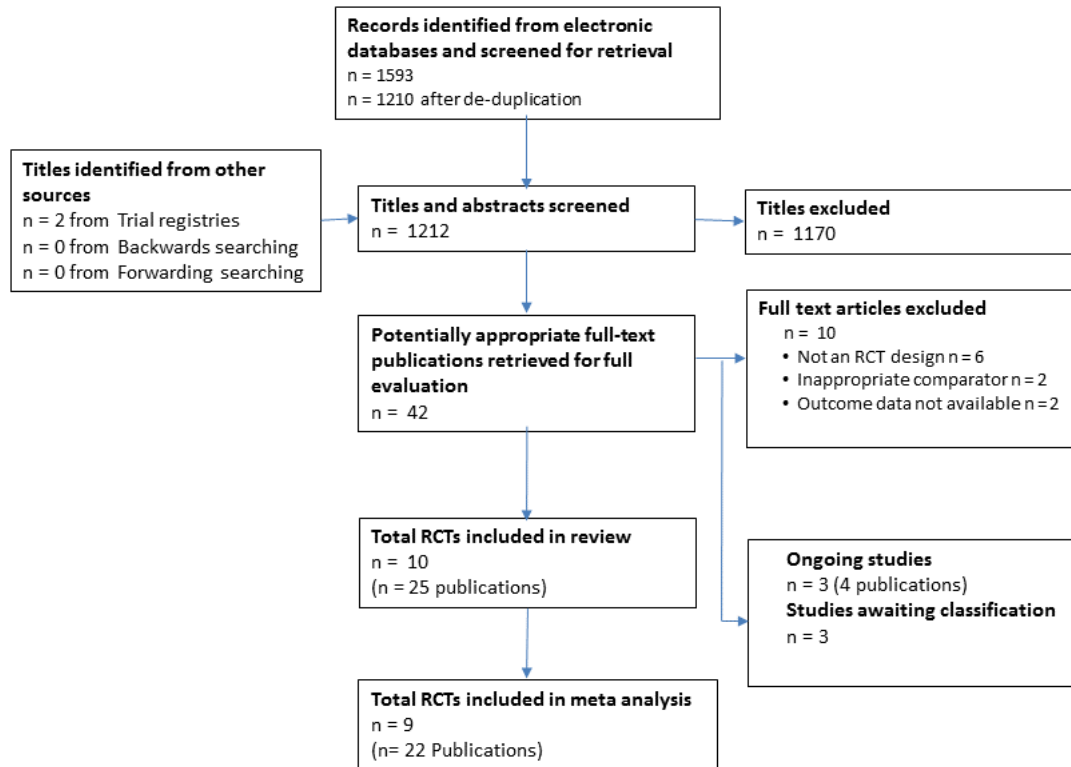 Records identified from electronic
databases and screened for retrieval
n = 1593
n = 1210 after de-duplication
Titles identified from other
sources
n = 2 from Trial registries
n = 0 from Backwards searching
n = 0 from Forwarding searching
Titles and abstracts screened
n = 1212
Titles excluded
n = 1170
Potentially appropriate full-text
publications retrieved for full
evaluation
n = 42
Full text articles excluded
n = 10
• Not an RCT design n = 6
• Inappropriate comparator n = 2
• Outcome data not available n = 2
Total RCTs included in review
n = 10
(n = 25 publications)
Ongoing studies
n = 3 (4 publications)
Studies awaiting classification
n = 3
Total RCTs included in meta analysis
n = 9
(n= 22 Publications)